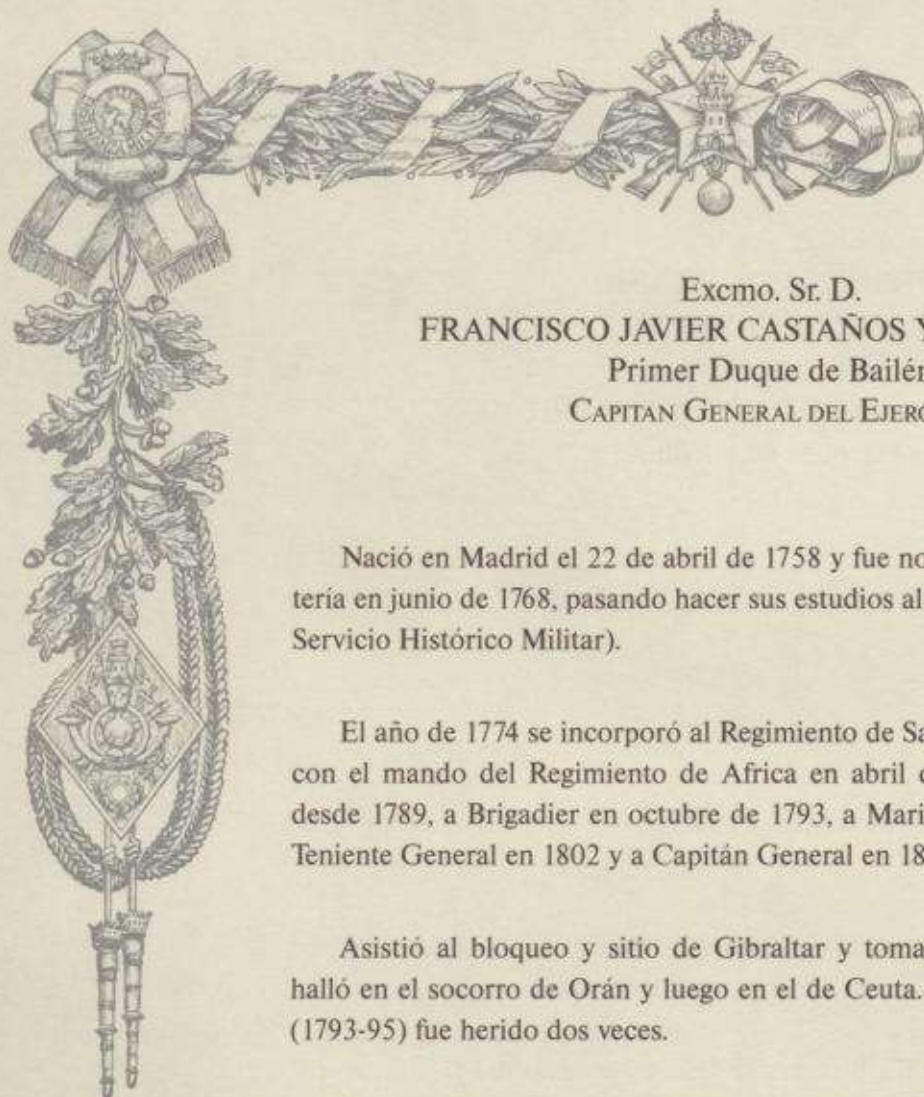 Excmo. Sr. D.
FRANCISCO JAVIER CASTAÑOS Y
Primer Duque de Bailén
CAPITAN GENERAL DEL EJERC
Nació en Madrid el 22 de abril de 1758 y fue no
tería en junio de 1768, pasando hacer sus estudios al
Servicio Histórico Militar).
El año de 1774 se incorporó al Regimiento de Sa
con el mando del Regimiento de Africa en abril d
desde 1789, a Brigadier en octubre de 1793, a Mari
Teniente General en 1802 y a Capitán General en 18
Asistió al bloqueo y sitio de Gibraltar y toma
halló en el socorro de Orán y luego en el de Ceuta.
(1793-95) fue herido dos veces.